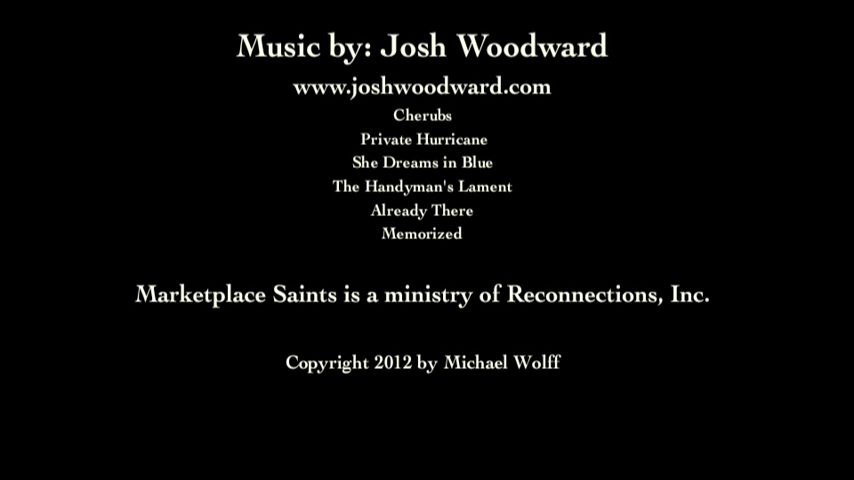 Music by: Josh Woodward
www.joshwoodward.com
Cherubs
Private Hurricane
She Dreams in Blue
The Handyman's Lament
Already There
Memorized
Marketplace Saints is a ministry of Reconnections, Inc.
Copyright 2012 by Michael Wolff